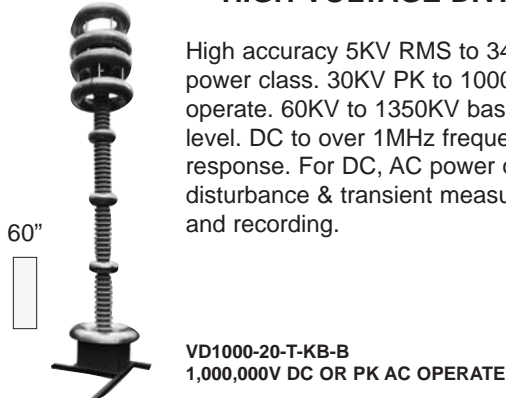 High accuracy 5KV RMS to 34
power class. 30KV PK to 1000
operate. 60KV to 1350KV bas
level. DC to over 1MHz freque
response. For DC, AC power
disturbance & transient measu
and recording.
60”
VD1000-20-T-KB-B
1,000,000V DC OR PK AC OPERATE